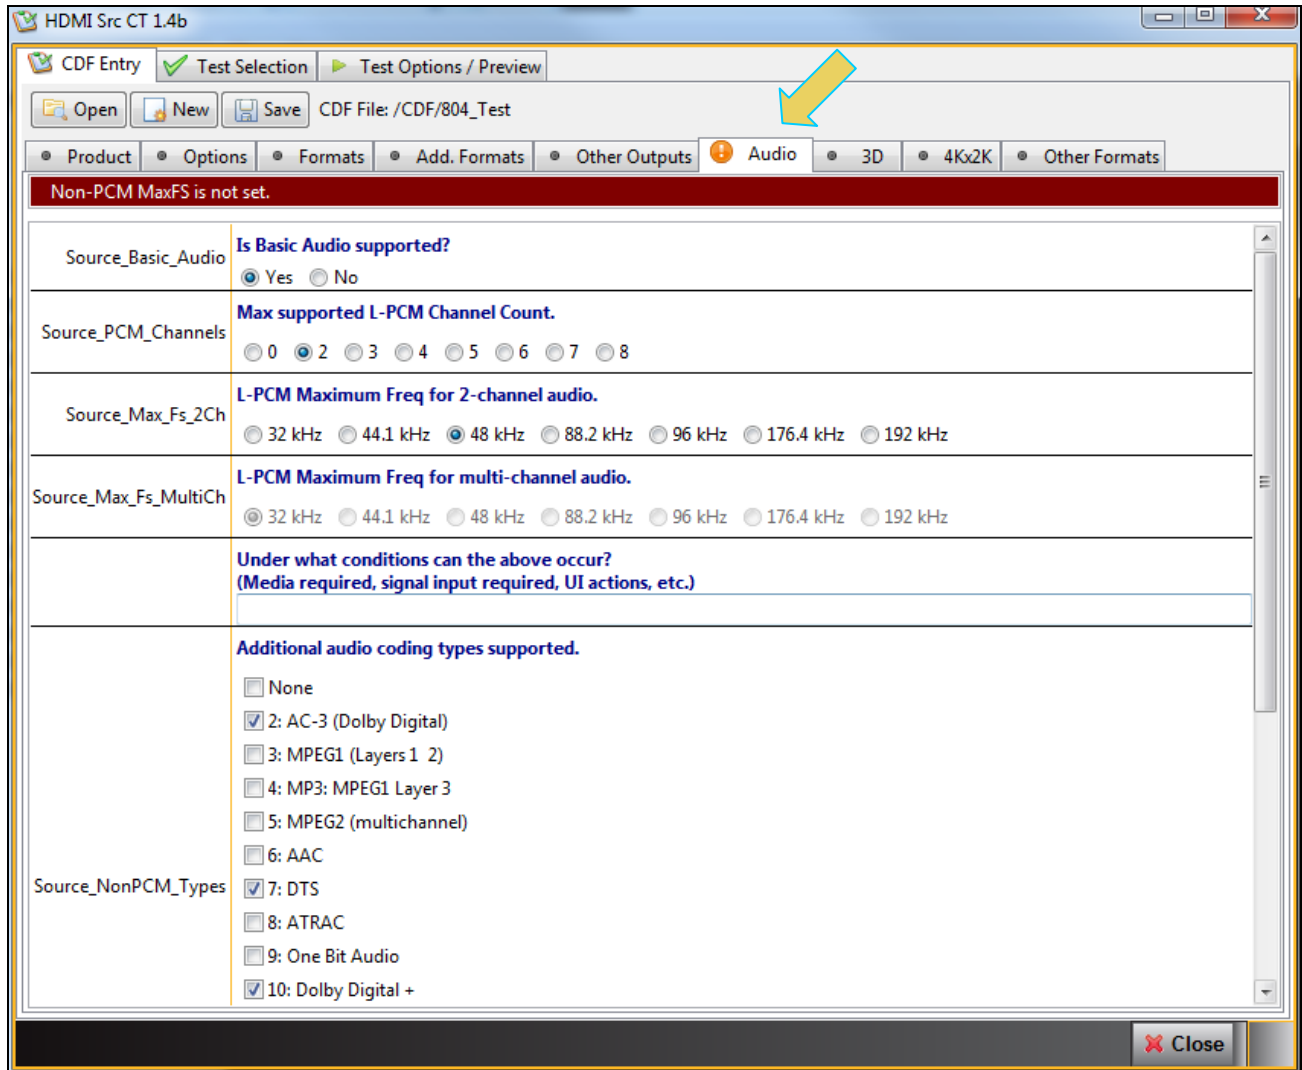 HDMI Src CT 1.4b
CDF Entry Test Selection Test Options / Preview
Open New Save CDF File: /CDF/804_Test
Product Options Formats Add. Formats Other Outputs Audio 3D 4Kx2K Other Formats
Non-PCM MaxFS is not set.
Source_Basic_Audio
Is Basic Audio supported?
Yes No
Source_PCM_Channels
Max supported L-PCM Channel Count.
0 2 3 4 5 6 7 8
Source_Max_Fs_2Ch
L-PCM Maximum Freq for 2-channel audio.
32 kHz 44.1 kHz 48 kHz 88.2 kHz 96 kHz 176.4 kHz 192 kHz
Source_Max_Fs_MultiCh
L-PCM Maximum Freq for multi-channel audio.
32 kHz 44.1 kHz 48 kHz 88.2 kHz 96 kHz 176.4 kHz 192 kHz
Under what conditions can the above occur?
(Media required, signal input required, UI actions, etc.)
Source_NonPCM_Types
Additional audio coding types supported.
None
2: AC-3 (Dolby Digital)
3: MPEG1 (Layers 1 2)
4: MP3: MPEG1 Layer 3
5: MPEG2 (multichannel)
6: AAC
7: DTS
8: ATRAC
9: One Bit Audio
10: Dolby Digital +
Close